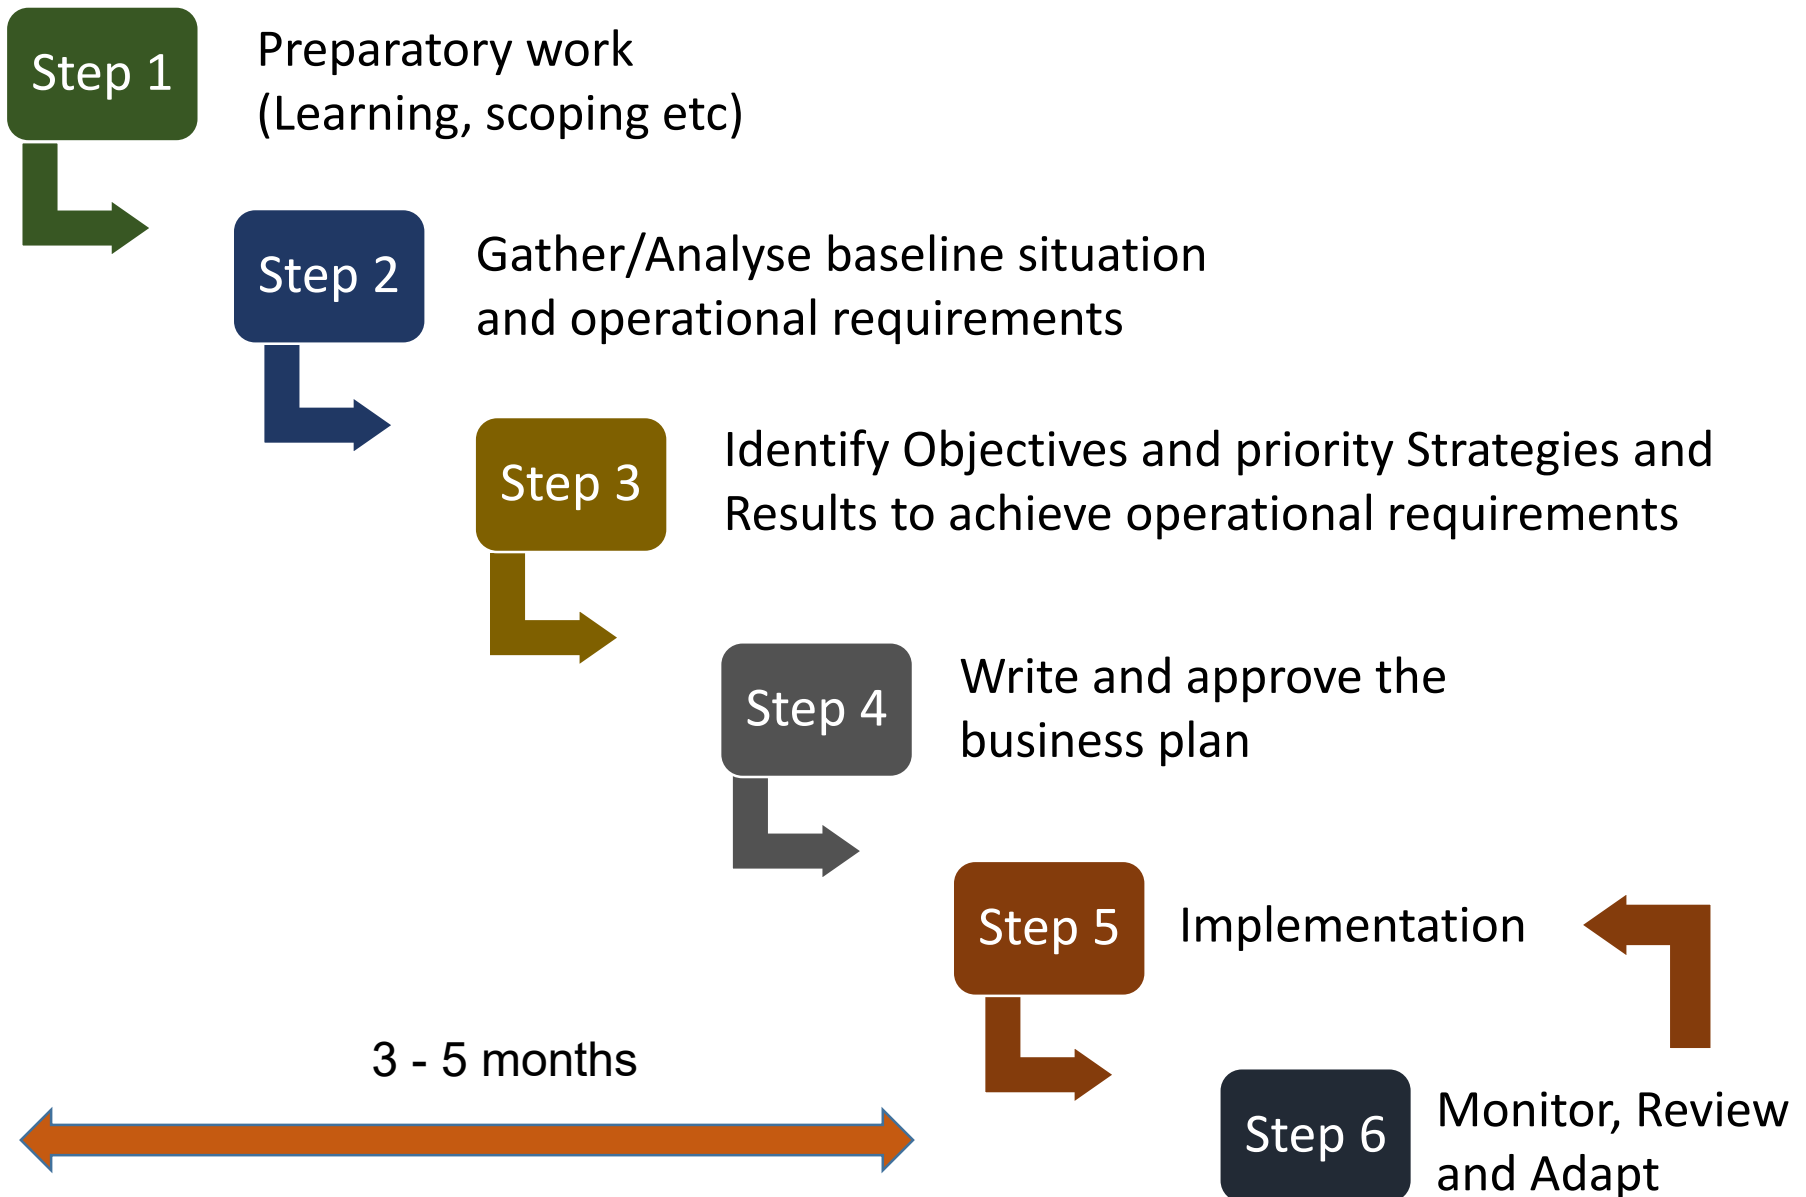 Step 1
Preparatory work
(Learning, scoping etc)
Step 2
Gather/Analyse baseline situation
and operational requirements
Step 3
Identify Objectives and priority Strategies and
Results to achieve operational requirements
Step 4
Write and approve the
business plan
Step 5
Implementation
3 - 5 months
Step 6
Monitor, Review
and Adapt